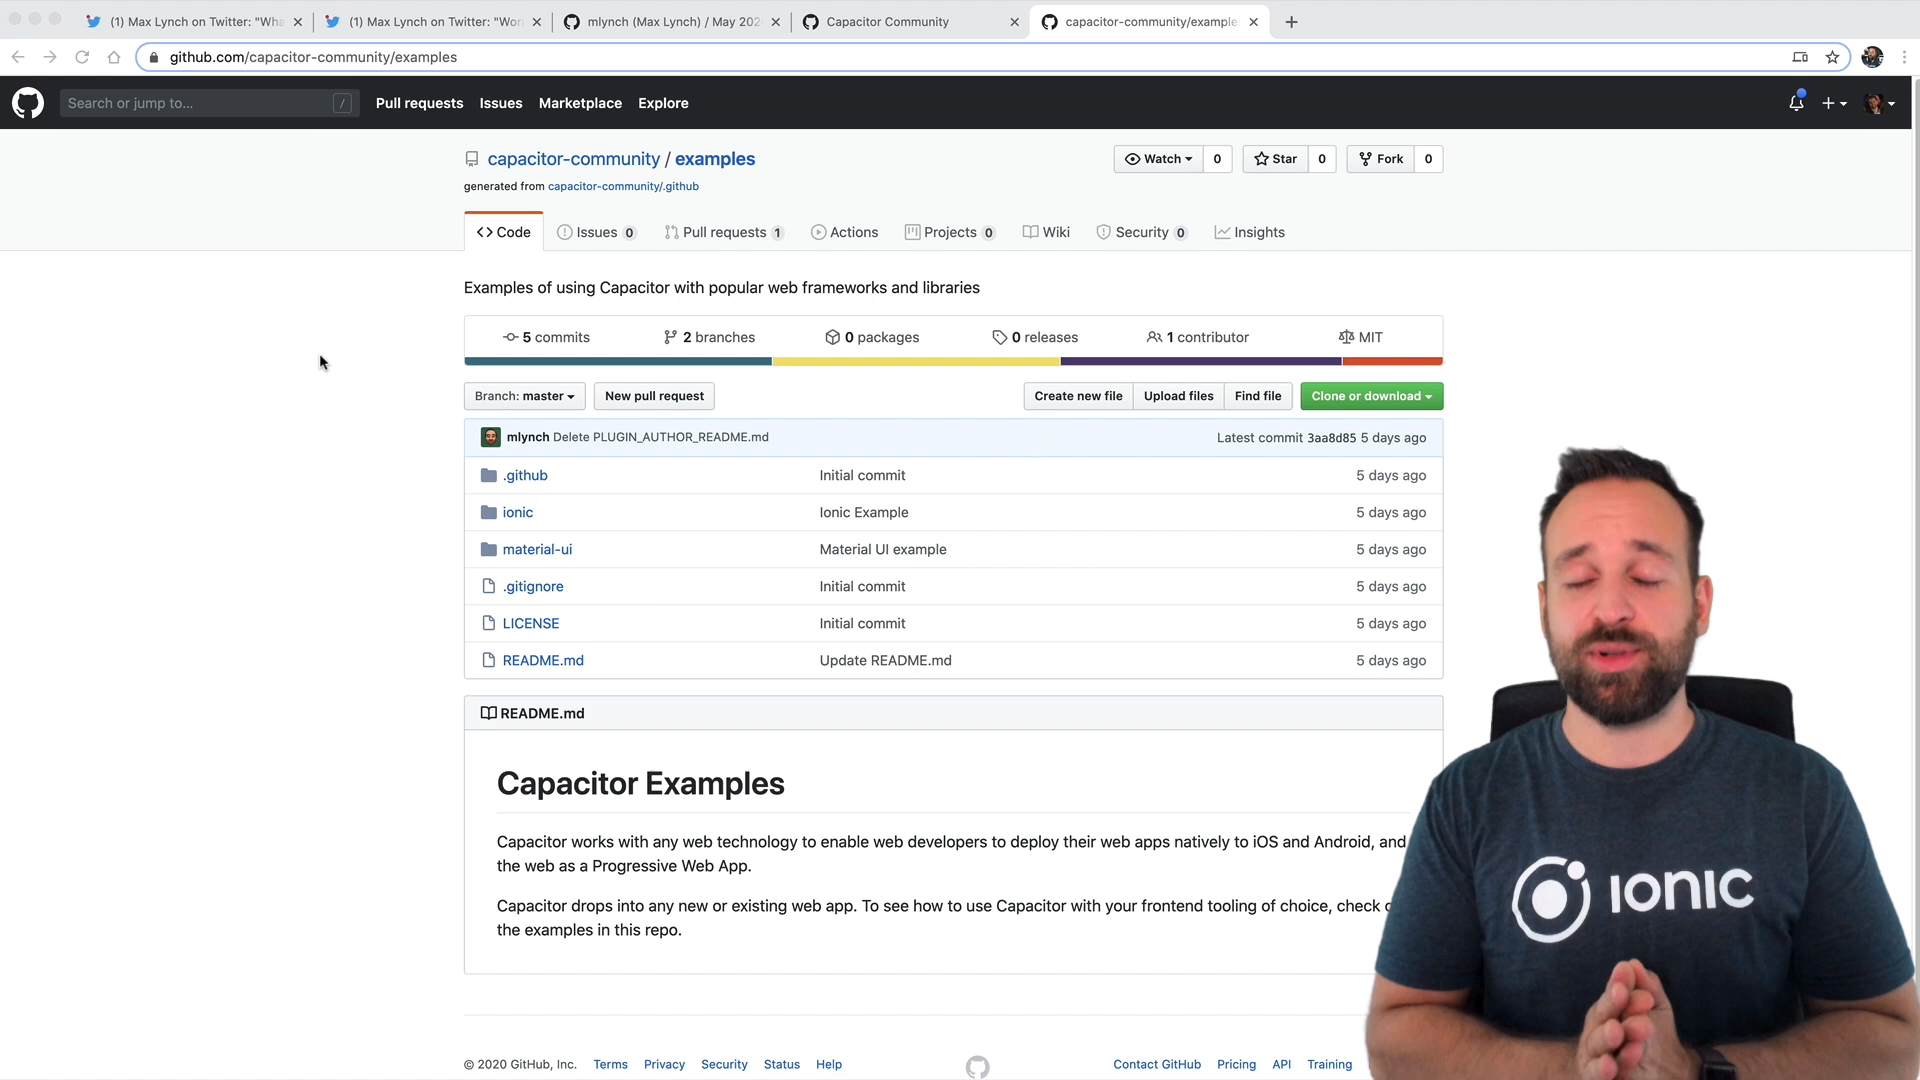 (1) Max Lynch on Twitter: "Wha
(1) Max Lynch on Twitter: "Wor
mlynch (Max Lynch) / May 202
Capacitor Community
capacitor-community/example
github.com/capacitor-community/examples
Search or jump to...
/
Pull requests
Issues
Marketplace
Explore
capacitor-community / examples
Watch 0
Star 0
Fork 0
generated from capacitor-community/.github
<> Code
Issues 0
Pull requests 1
Actions
Projects 0
Wiki
Security 0
Insights
Examples of using Capacitor with popular web frameworks and libraries
5 commits
2 branches
0 packages
0 releases
1 contributor
MIT
Branch: master
New pull request
Create new file
Upload files
Find file
Clone or download
mlynch Delete PLUGIN_AUTHOR_README.md
Latest commit 3aa8d85 5 days ago
.github Initial commit 5 days ago
ionic Ionic Example 5 days ago
material-ui Material UI example 5 days ago
.gitignore Initial commit 5 days ago
LICENSE Initial commit 5 days ago
README.md Update README.md 5 days ago
README.md
Capacitor Examples
Capacitor works with any web technology to enable web developers to deploy their web apps natively to iOS and Android, and
the web as a Progressive Web App.
Capacitor drops into any new or existing web app. To see how to use Capacitor with your frontend tooling of choice, check
the examples in this repo.
IONIC
© 2020 GitHub, Inc.
Terms
Privacy
Security
Status
Help
Contact GitHub
Pricing
API
Training